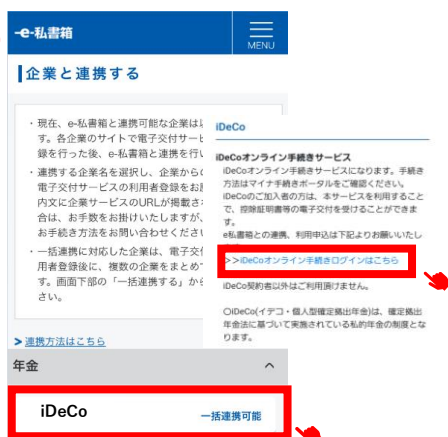 -e-私書箱
MENU
企業と連携する
・現在、e-私書箱と連携可能な企業は
す。各企業のサイトで電子交付サー
録を行った後、e-私書箱と連携を行
・連携する企業名を選択し、企業から
電子交付サービスの利用者登録をお
内文に企業サービスのURLが掲載さ
合は、お手数をお掛けいたしますが、
お手続き方法をお問い合わせくださ
・一括連携に対応した企業は、電子交
用者登録後に、複数の企業をまとめ
す。画面下部の「一括連携する」から
さい。
> 連携方法はこちら
年金
iDeCo
一括連携可能
iDeCo
iDeCoオンライン手続きサービス
iDeCoオンライン手続きサービスになります。手続き
方法はマイナ手続きポータルをご確認ください。
iDeCoのご加入者の方は、本サービスを利用すること
で、控除証明書等の電子交付を受けることができま
す。
e私書箱との連携、利用申込は下記よりお願いいたし
>>iDeCoオンライン手続きログインはこちら
iDeCo契約者以外はご利用頂けません。
〇iDeCo(イデコ・個人型確定拠出年金)は、確定拠出
年金法に基づいて実施されている私的年金の制度とな
ります。